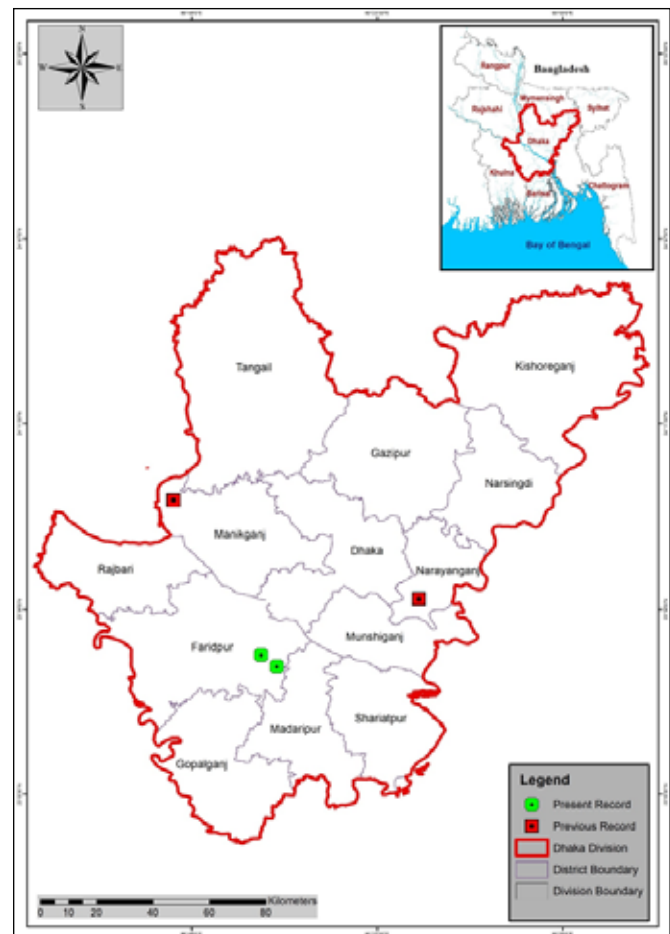 N
W
E
Bangladesh
Rangpur
Mymensingh
Rajshahi
Sylhet
Dhaka
Khulna
Barisal
Chattogram
Bay of Bengal
Tangail
Kishoreganj
Gazipur
Narsingdi
Manikganj
Dhaka
Narayanganj
Rajbari
Munshiganj
Faridpur
Shariatpur
Madaripur
Gopalganj
Legend
Present Record
Previous Record
Dhaka Division
District Boundary
Division Boundary
Kilometers
0 10 20 40 60 80